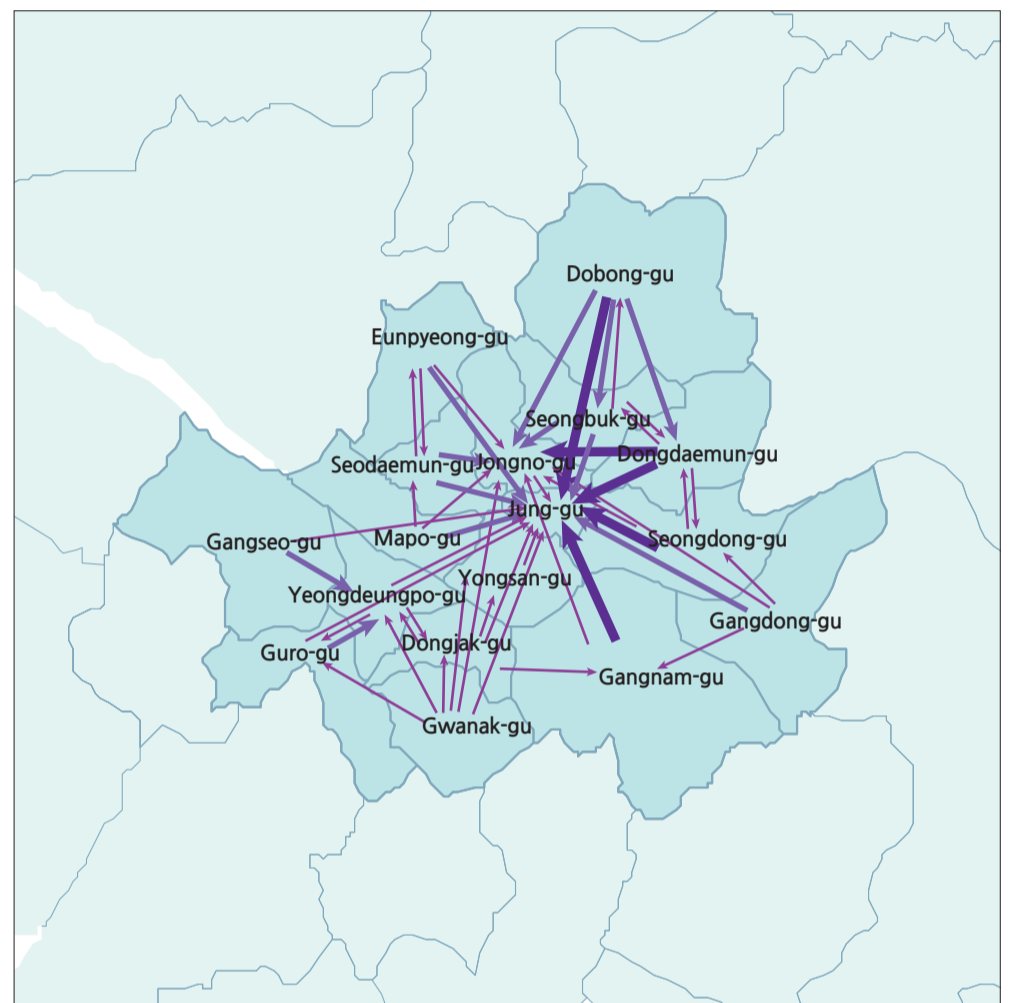 Dobong-gu
Eunpyeong-gu
Seongbuk-gu
Dongdaemun-gu
Seodaemun-gu
Jongno-gu
Jung-gu
Gangseo-gu
Mapo-gu
Seongdong-gu
Yongsan-gu
Yeongdeungpo-gu
Gangdong-gu
Dongjak-gu
Guro-gu
Gangnam-gu
Gwanak-gu